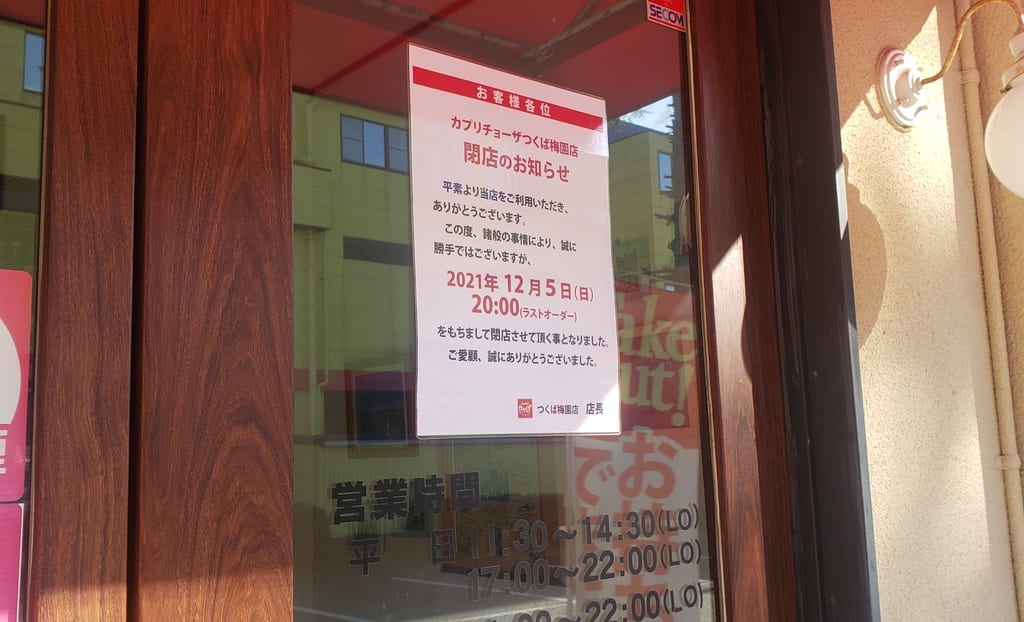 SECOM
お客様各位
カプリチョーザつくば梅園店
閉店のお知らせ
平素より当店をご利用いただき、
ありがとうございます。
この度、諸般の事情により、誠に
勝手ではございますが、
2021年 12月 5日(日)
20:00(ラストオーダー)
をもちまして閉店させて頂く事となりました。
ご愛顧、誠にありがとうございました。
つくば梅園店 店長
ake
ut!
お
で
営業時間
平 日 11:30〜14:30(LO)
17:00〜22:00(LO)
22:00(LO)